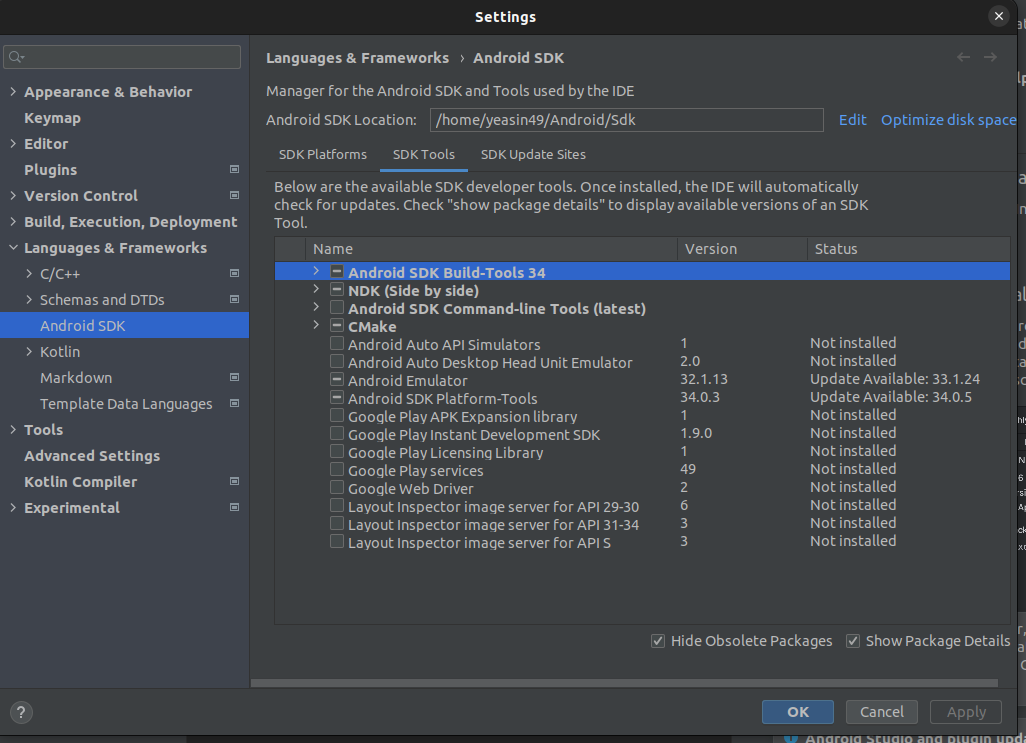 Settings
Languages & Frameworks › Android SDK
Appearance & Behavior
Keymap
Editor
Plugins
Version Control
Build, Execution, Deployment
Languages & Frameworks
C/C++
Schemas and DTDs
Android SDK
Kotlin
Markdown
Template Data Languages
Tools
Advanced Settings
Kotlin Compiler
Experimental
Manager for the Android SDK and Tools used by the IDE
Android SDK Location: /home/yeasin49/Android/Sdk Edit Optimize disk space
SDK Platforms SDK Tools SDK Update Sites
Below are the available SDK developer tools. Once installed, the IDE will automatically
check for updates. Check "show package details" to display available versions of an SDK
Tool.
Name Version Status
Android SDK Build-Tools 34
NDK (Side by side)
Android SDK Command-line Tools (latest)
CMake
Android Auto API Simulators 1 Not installed
Android Auto Desktop Head Unit Emulator 2.0 Not installed
Android Emulator 32.1.13 Update Available: 33.1.24
Android SDK Platform-Tools 34.0.3 Update Available: 34.0.5
Google Play APK Expansion library 1 Not installed
Google Play Instant Development SDK 1.9.0 Not installed
Google Play Licensing Library 1 Not installed
Google Play services 49 Not installed
Google Web Driver 2 Not installed
Layout Inspector image server for API 29-30 6 Not installed
Layout Inspector image server for API 31-34 3 Not installed
Layout Inspector image server for API S 3 Not installed
Hide Obsolete Packages Show Package Details
? OK Cancel Apply
Android Studio and plugin